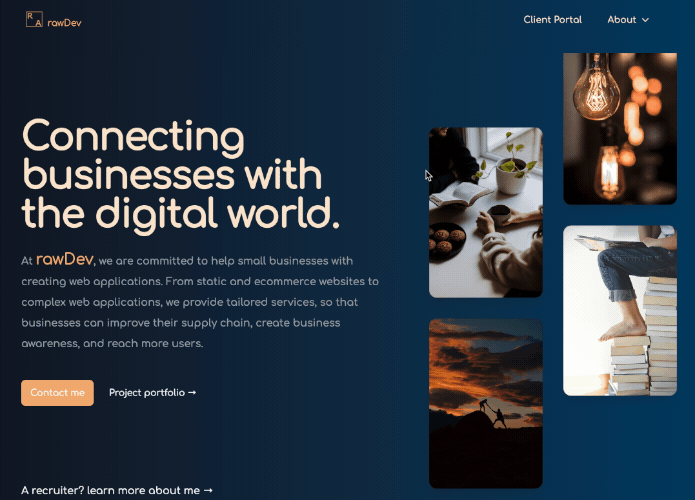 R
A
rawDev
Client Portal
About
Connecting
businesses with
the digital world.
At rawDev, we are committed to help small businesses with
creating web applications. From static and ecommerce websites to
complex web applications, we provide tailored services, so that
businesses can improve their supply chain, create business
awareness, and reach more users.
Contact me
Project portfolio →
A recruiter? learn more about me →